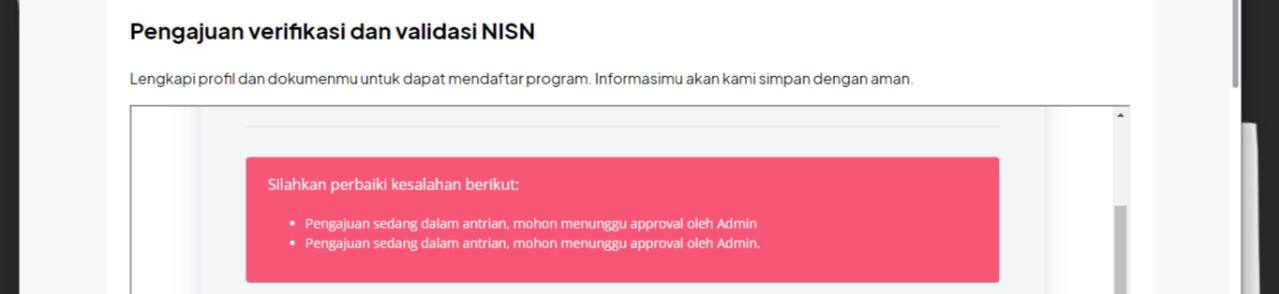 Pengajuan verifikasi dan validasi NISN
Lengkapi profil dan dokumenmu untuk dapat mendaftar program. Informasimu akan kami simpan dengan aman.
Silahkan perbaiki kesalahan berikut:
• Pengajuan sedang dalam antrian, mohon menunggu approval oleh Admin
• Pengajuan sedang dalam antrian, mohon menunggu approval oleh Admin.